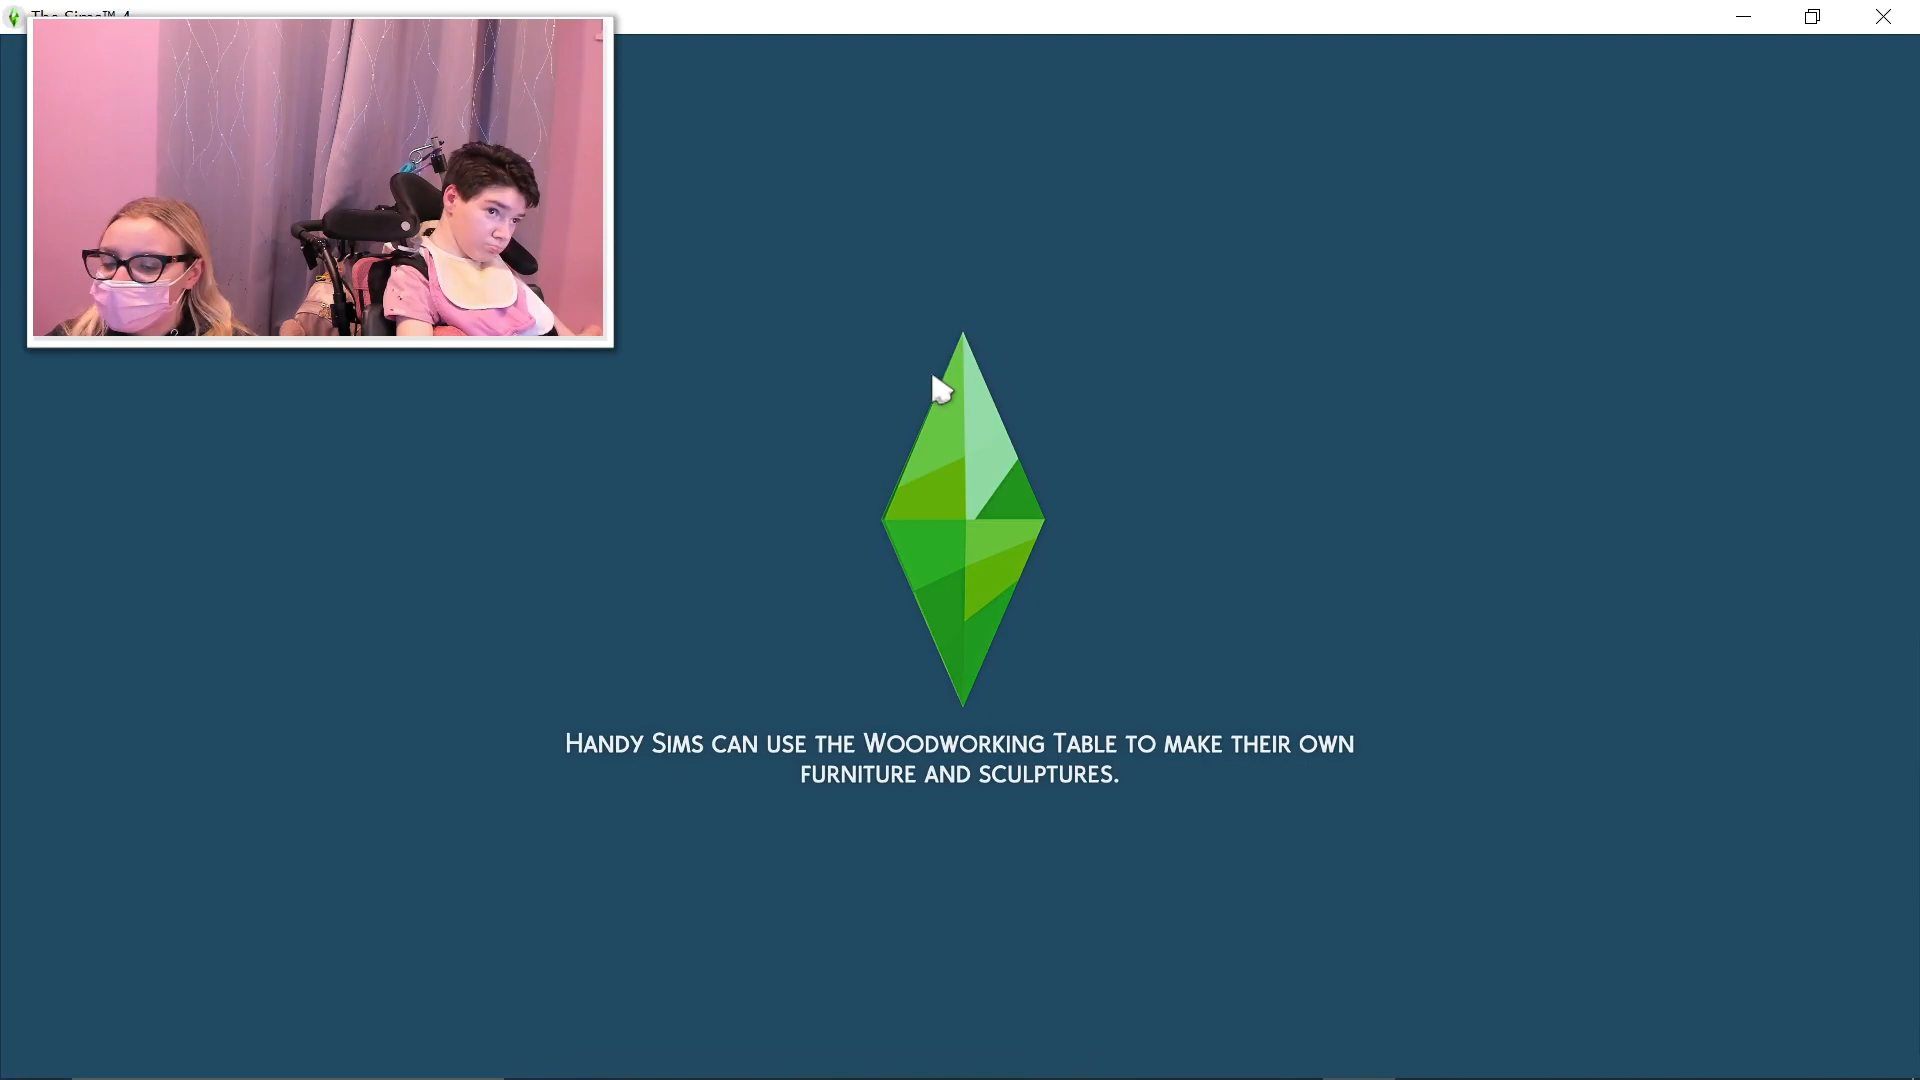 HANDY SIMS CAN USE THE WOODWORKING TABLE TO MAKE THEIR OWN
FURNITURE AND SCULPTURES.